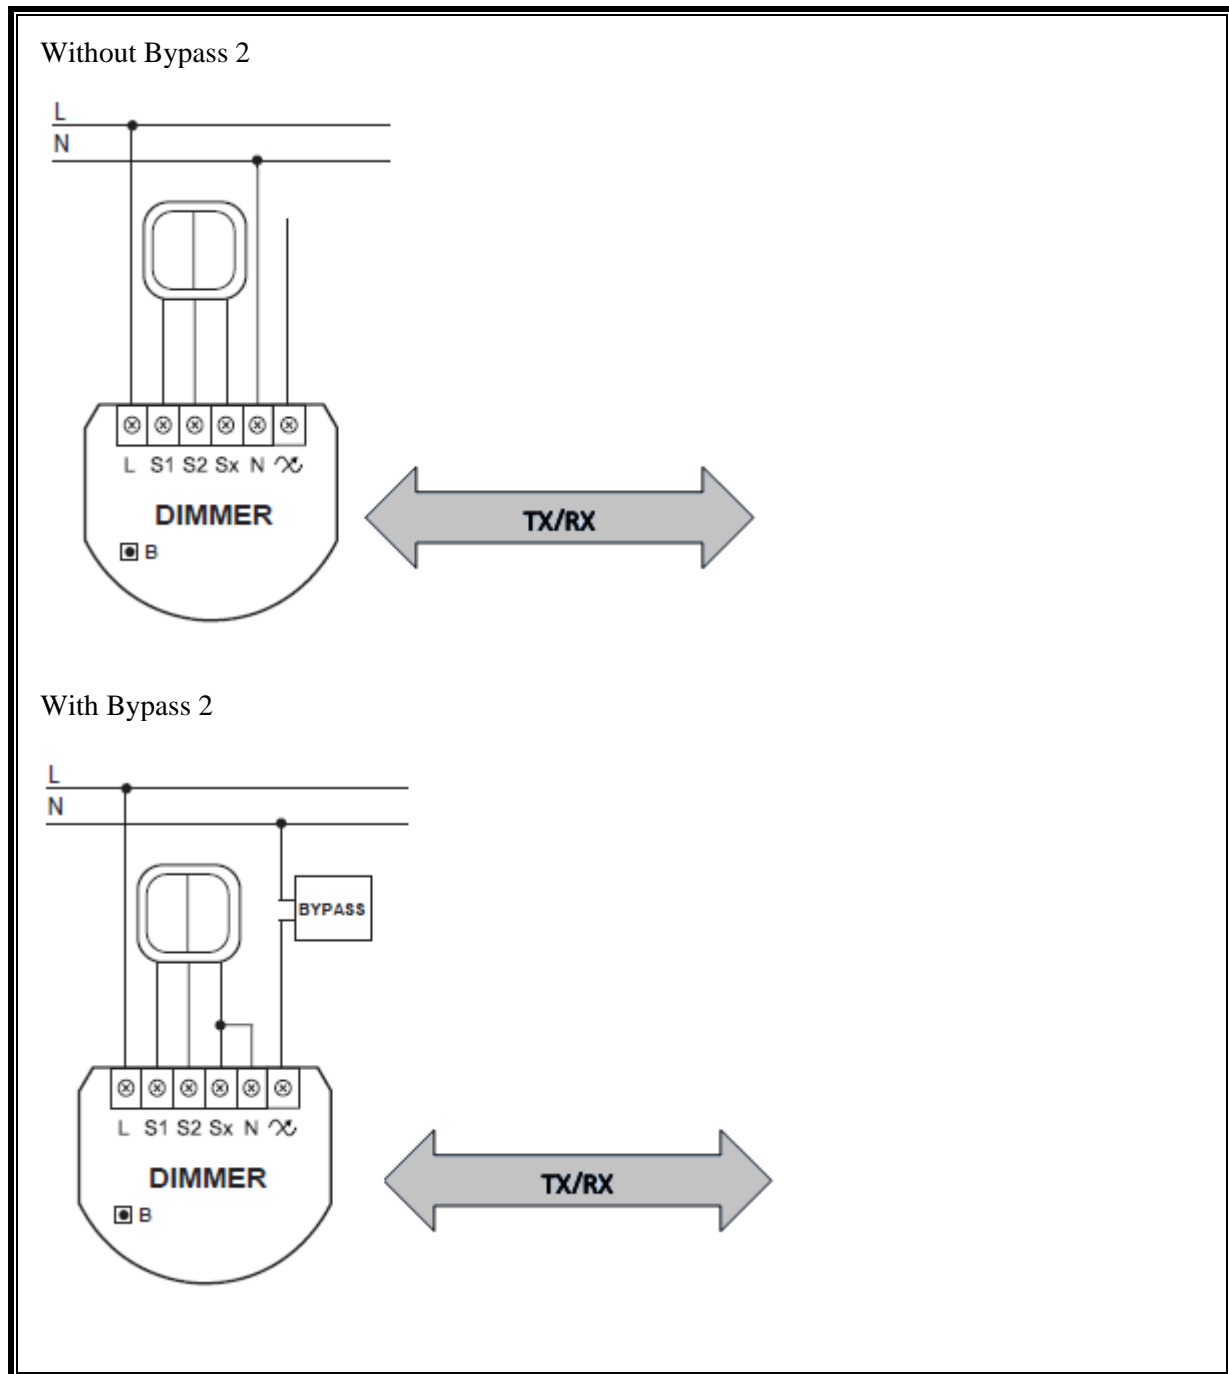 Without Bypass 2
L
N
L S1 S2 Sx N
DIMMER
B
TX/RX
With Bypass 2
L
N
BYPASS
L S1 S2 Sx N
DIMMER
B
TX/RX